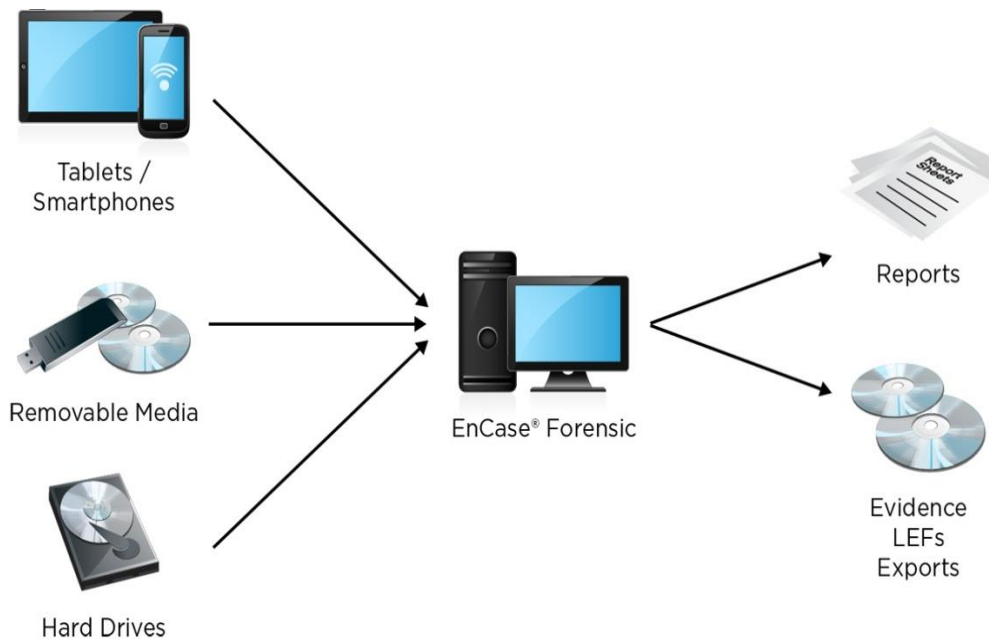 Tablets /
Smartphones
Removable Media
Hard Drives
EnCase® Forensic
Report
Sheets
Reports
Evidence
LEFs
Exports